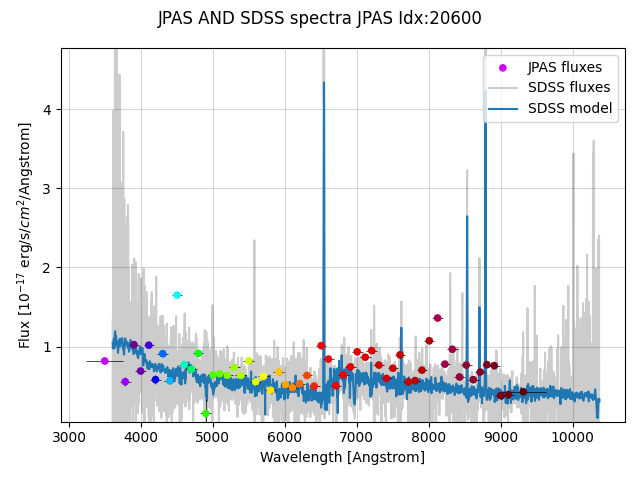 JPAS AND SDSS spectra JPAS Idx:20600
JPAS fluxes
SDSS fluxes
SDSS model
Flux [10^{-17} erg/s/cm^2/Angstrom]
4
3
2
1
3000 4000 5000 6000 7000 8000 9000 10000
Wavelength [Angstrom]